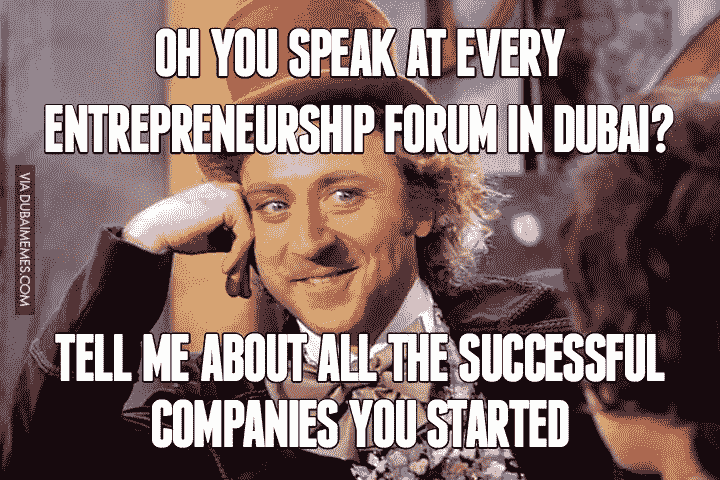 OH YOU SPEAK AT EVERY
ENTREPRENEURSHIP FORUM IN DUBAI?
VIA DUBAIMEMES.COM
TELL ME ABOUT ALL THE SUCCESSFUL
COMPANIES YOU STARTED